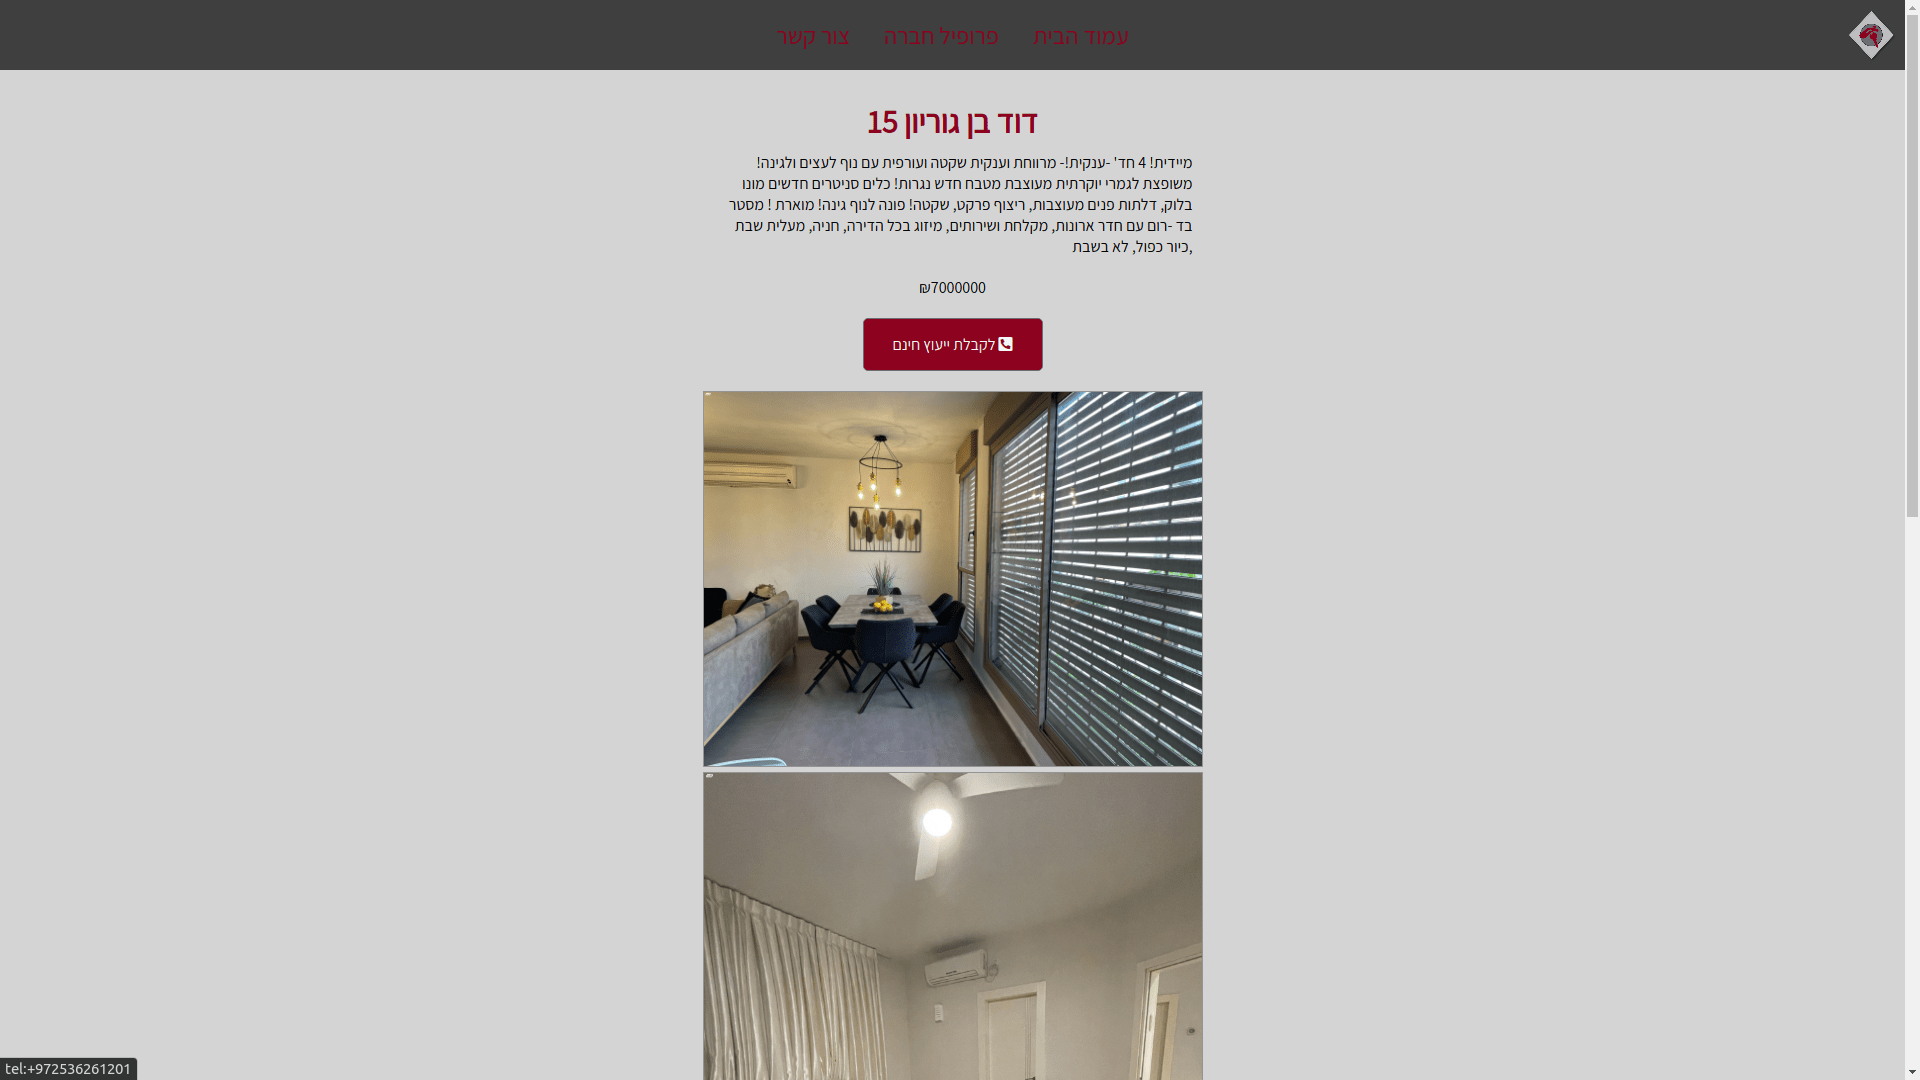 עמוד הבית
פרופיל חברה
צור קשר
דוד בן גוריון 15
מיידית! 4 חד' -ענקית!- מרווחת וענקית שקטה ועורפית עם נוף לעצים ולגינה!
משופצת לגמרי יוקרתית מעוצבת מטבח חדש נגרות! כלים סניטרים חדשים מונו
בלוק, דלתות פנים מעוצבות, ריצוף פרקט, שקטה! פונה לנוף גינה! מוארת ! מסטר
בד -רום עם חדר ארונות, מקלחת ושירותים, מיזוג בכל הדירה, חניה, מעלית שבת
,כיור כפול, לא בשבת
₪7000000
לקבלת ייעוץ חינם
tel:+972536261201